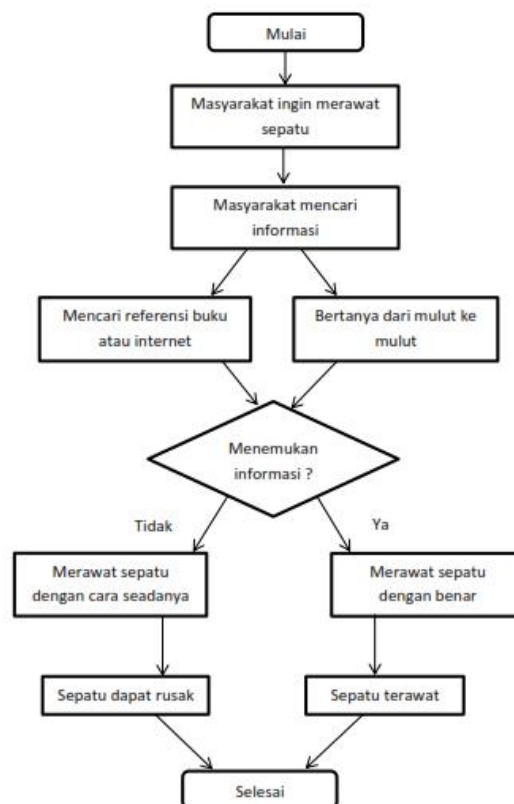 Mulai
Masyarakat ingin merawat
sepatu
Masyarakat mencari
informasi
Mencari referensi buku
atau internet
Bertanya dari mulut ke
mulut
Menemukan
informasi ?
Tidak
Ya
Merawat sepatu
dengan cara seadanya
Merawat sepatu
dengan benar
Sepatu dapat rusak
Sepatu terawat
Selesai